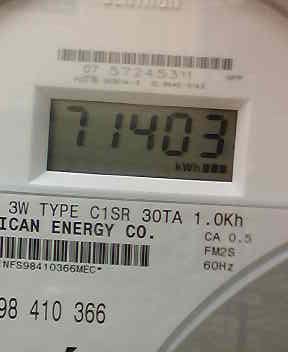 07 57245311
71403
kWh
3W TYPE C1SR 30TA 1.0Kh
ICAN ENERGY CO.
CA 0.5
FM2S
*NFS98410366MEC*
60Hz
98 410 366